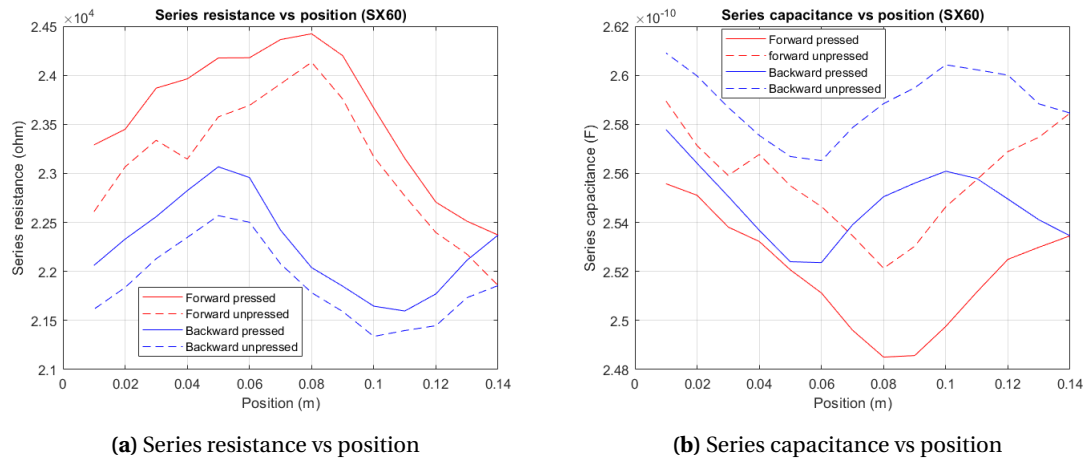 Series resistance vs position (SX60)
×10⁴
2.45
2.4
2.35
2.3
2.25
2.2
2.15
2.1
Series resistance (ohm)
Forward pressed
Forward unpressed
Backward pressed
Backward unpressed
0 0.02 0.04 0.06 0.08 0.1 0.12 0.14
Position (m)
(a) Series resistance vs position
Series capacitance vs position (SX60)
×10⁻¹⁰
2.62
2.6
2.58
2.56
2.54
2.52
2.5
2.48
Series capacitance (F)
Forward pressed
forward unpressed
Backward pressed
Backward unpressed
0 0.02 0.04 0.06 0.08 0.1 0.12 0.14
Position (m)
(b) Series capacitance vs position